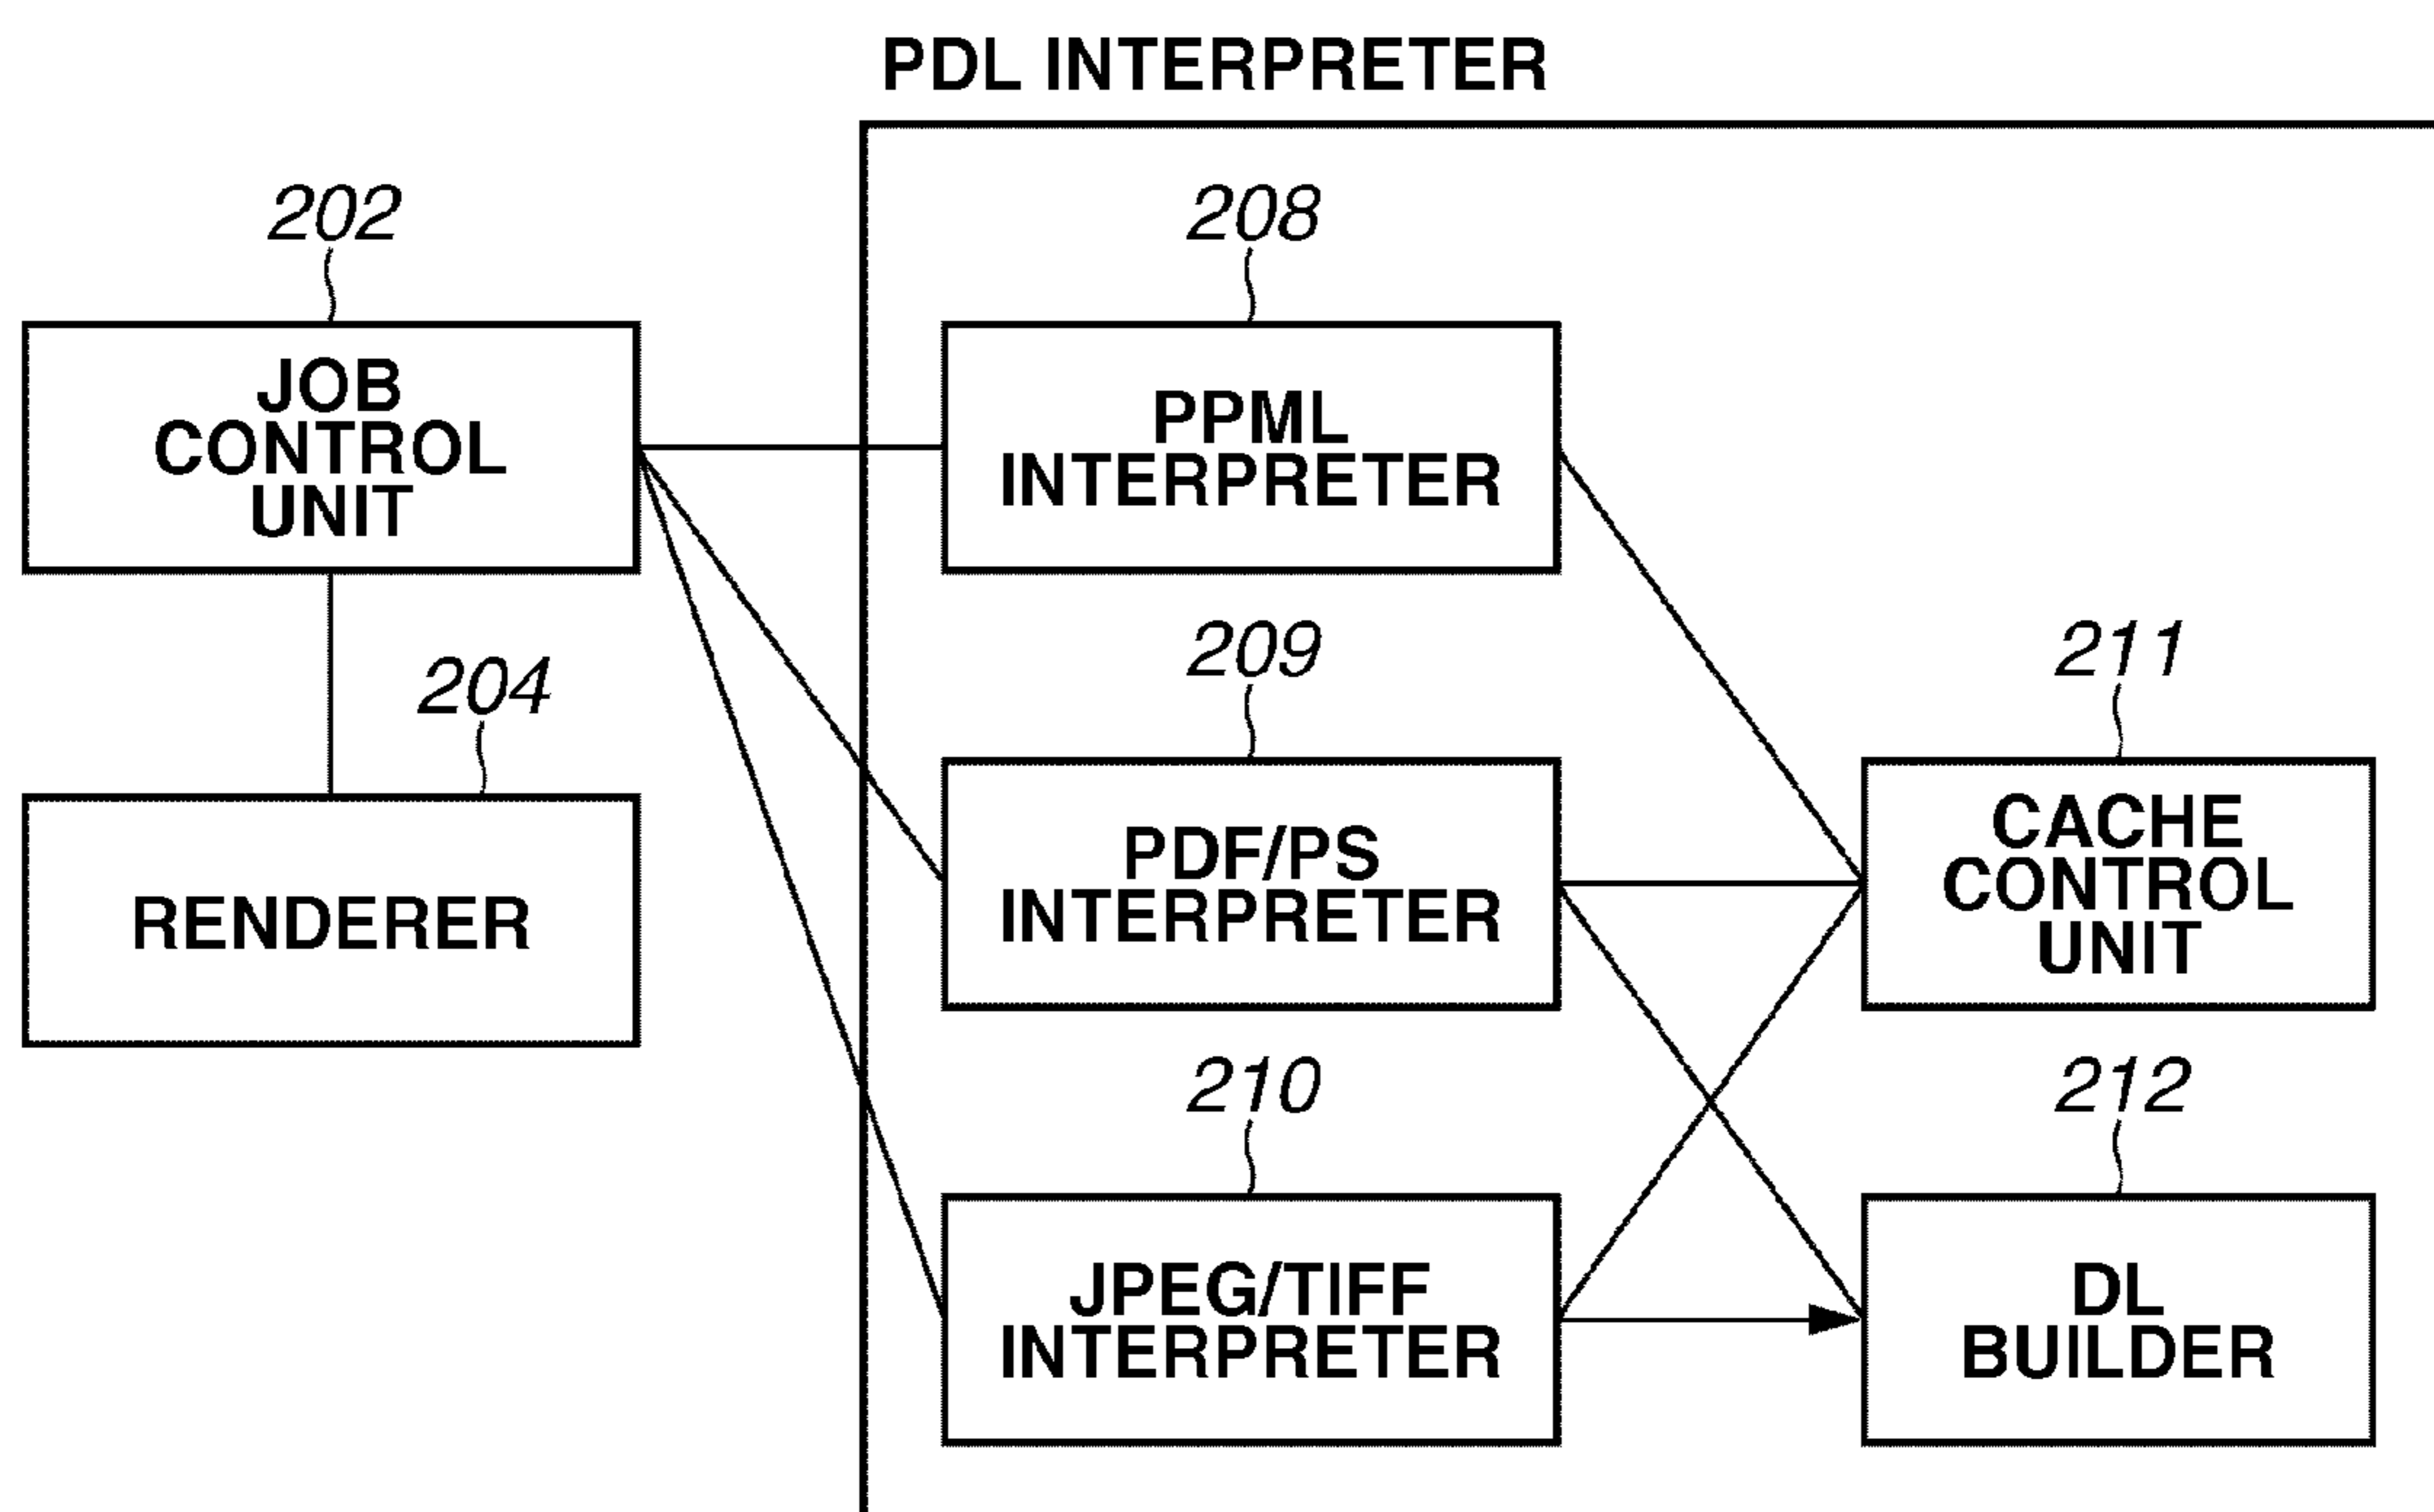 PDL INTERPRETER
202
JOB
CONTROL
UNIT
204
RENDERER
208
PPML
INTERPRETER
209
PDF/PS
INTERPRETER
210
JPEG/TIFF
INTERPRETER
211
CACHE
CONTROL
UNIT
212
DL
BUILDER